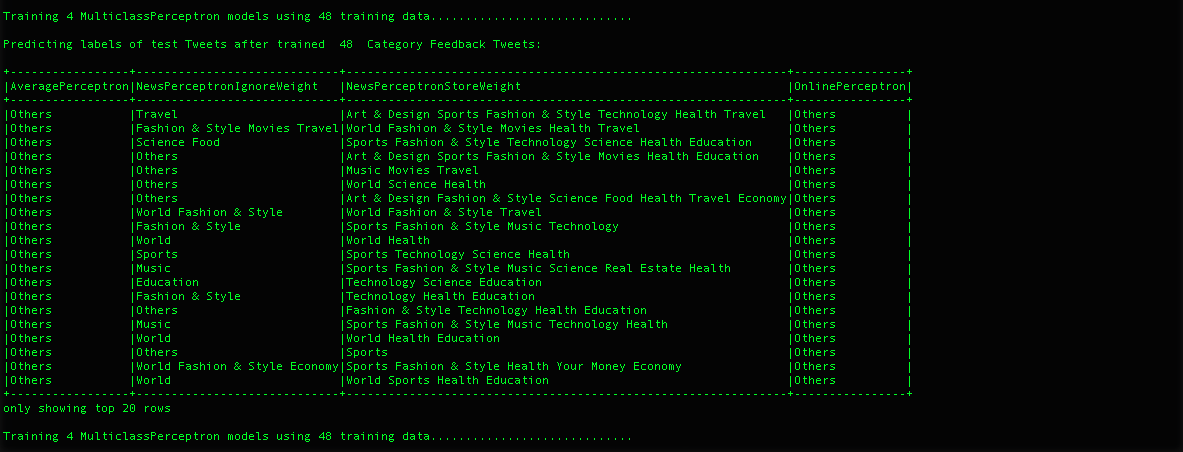 Training 4 MulticlassPerceptron models using 48 training data.............................
Predicting labels of test Tweets after trained  48  Category Feedback Tweets:
+-----------------+-----------------------------+---------------------------------------------------------------+----------------+
|AveragePerceptron|NewsPerceptronIgnoreWeight   |NewsPerceptronStoreWeight                                      |OnlinePerceptron|
+-----------------+-----------------------------+---------------------------------------------------------------+----------------+
|Others           |Travel                       |Art & Design Sports Fashion & Style Technology Health Travel   |Others          |
|Others           |Fashion & Style Movies Travel|World Fashion & Style Movies Health Travel                     |Others          |
|Others           |Science Food                 |Sports Fashion & Style Technology Science Health Education     |Others          |
|Others           |Others                       |Art & Design Sports Fashion & Style Movies Health Education    |Others          |
|Others           |Others                       |Music Movies Travel                                            |Others          |
|Others           |Others                       |World Science Health                                           |Others          |
|Others           |Others                       |Art & Design Fashion & Style Science Food Health Travel Economy|Others          |
|Others           |World Fashion & Style        |World Fashion & Style Travel                                   |Others          |
|Others           |Fashion & Style              |Sports Fashion & Style Music Technology                        |Others          |
|Others           |World                        |World Health                                                   |Others          |
|Others           |Sports                       |Sports Technology Science Health                               |Others          |
|Others           |Music                        |Sports Fashion & Style Music Science Real Estate Health        |Others          |
|Others           |Education                    |Technology Science Education                                   |Others          |
|Others           |Fashion & Style              |Technology Health Education                                    |Others          |
|Others           |Others                       |Fashion & Style Technology Health Education                    |Others          |
|Others           |Music                        |Sports Fashion & Style Music Technology Health                 |Others          |
|Others           |World                        |World Health Education                                         |Others          |
|Others           |Others                       |Sports                                                         |Others          |
|Others           |World Fashion & Style Economy|Sports Fashion & Style Health Your Money Economy               |Others          |
|Others           |World                        |World Sports Health Education                                  |Others          |
+-----------------+-----------------------------+---------------------------------------------------------------+----------------+
only showing top 20 rows
Training 4 MulticlassPerceptron models using 48 training data.............................